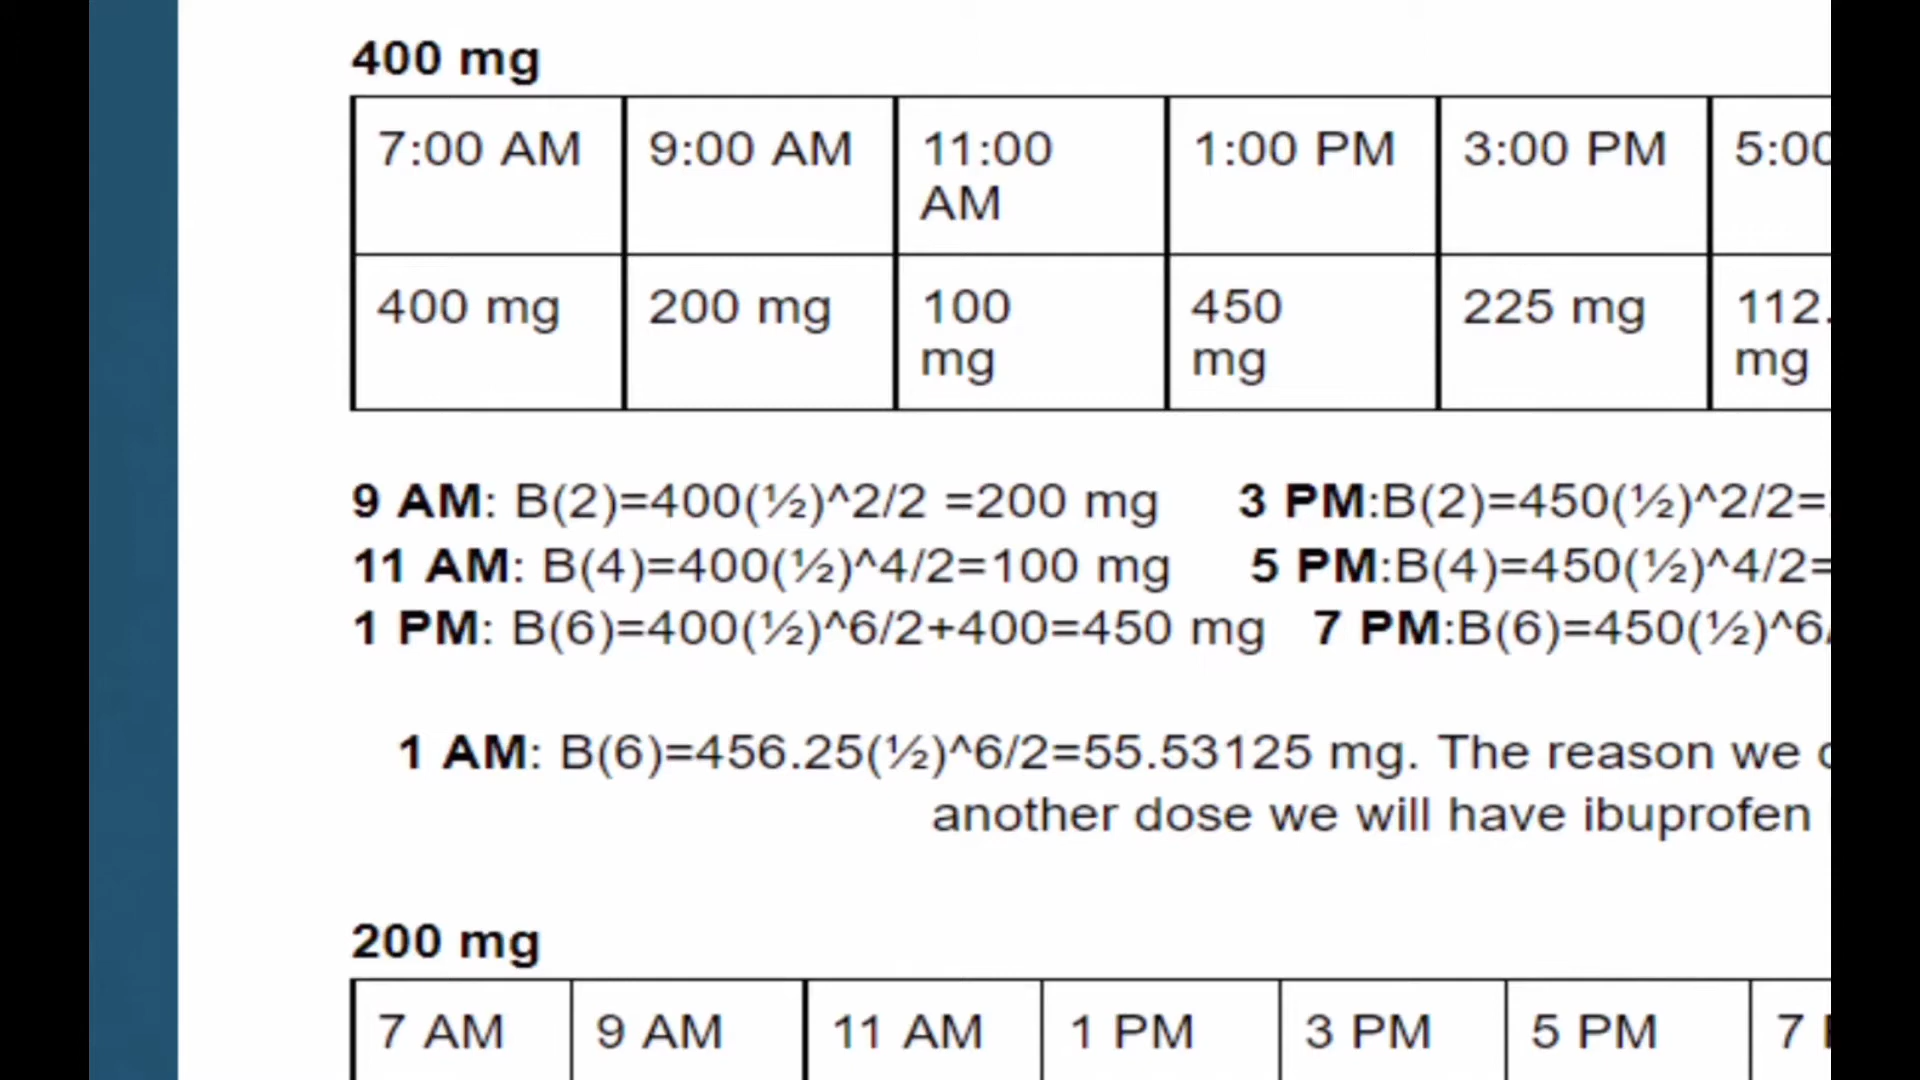 400 mg
7:00 AM 9:00 AM 11:00 AM 1:00 PM 3:00 PM 5:00
400 mg 200 mg 100 mg 450 mg 225 mg 112. mg
9 AM: B(2)=400(½)^2/2 =200 mg 3 PM:B(2)=450(½)^2/2=
11 AM: B(4)=400(½)^4/2=100 mg 5 PM:B(4)=450(½)^4/2=
1 PM: B(6)=400(½)^6/2+400=450 mg 7 PM:B(6)=450(½)^6/
1 AM: B(6)=456.25(½)^6/2=55.53125 mg. The reason we
another dose we will have ibuprofen
200 mg
7 AM 9 AM 11 AM 1 PM 3 PM 5 PM 7